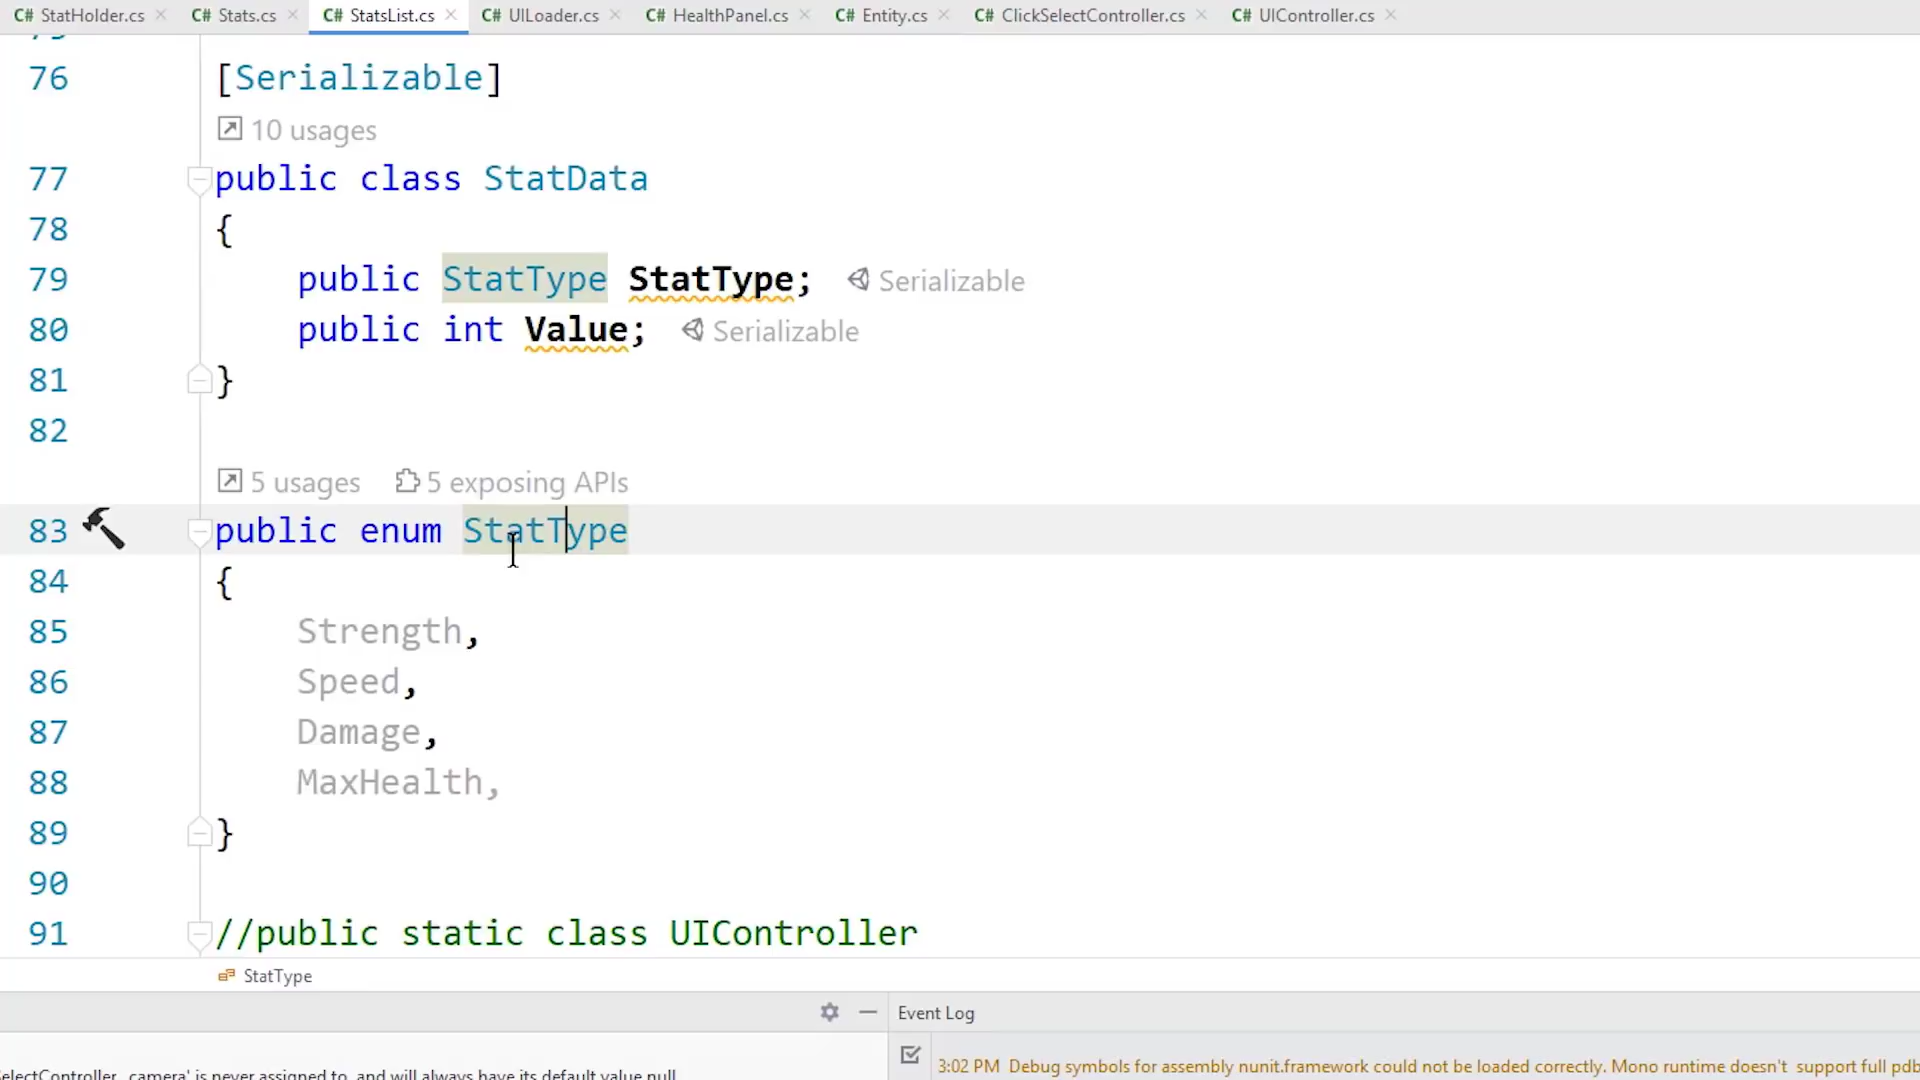 C# StatHolder.cs C# Stats.cs C# StatsList.cs C# UILoader.cs C# HealthPanel.cs C# Entity.cs C# ClickSelectController.cs C# UIController.cs
76 [Serializable]
10 usages
77 public class StatData
78 {
79 public StatType StatType; Serializable
80 public int Value; Serializable
81 }
82
5 usages 5 exposing APIs
83 public enum StatType
84 {
85 Strength,
86 Speed,
87 Damage,
88 MaxHealth,
89 }
90
91 //public static class UIController
StatType
Event Log
3:02 PM Debug symbols for assembly nunit.framework could not be loaded correctly. Mono runtime doesn't support full pdb
electController._camera' is never assigned to, and will always have its default value null